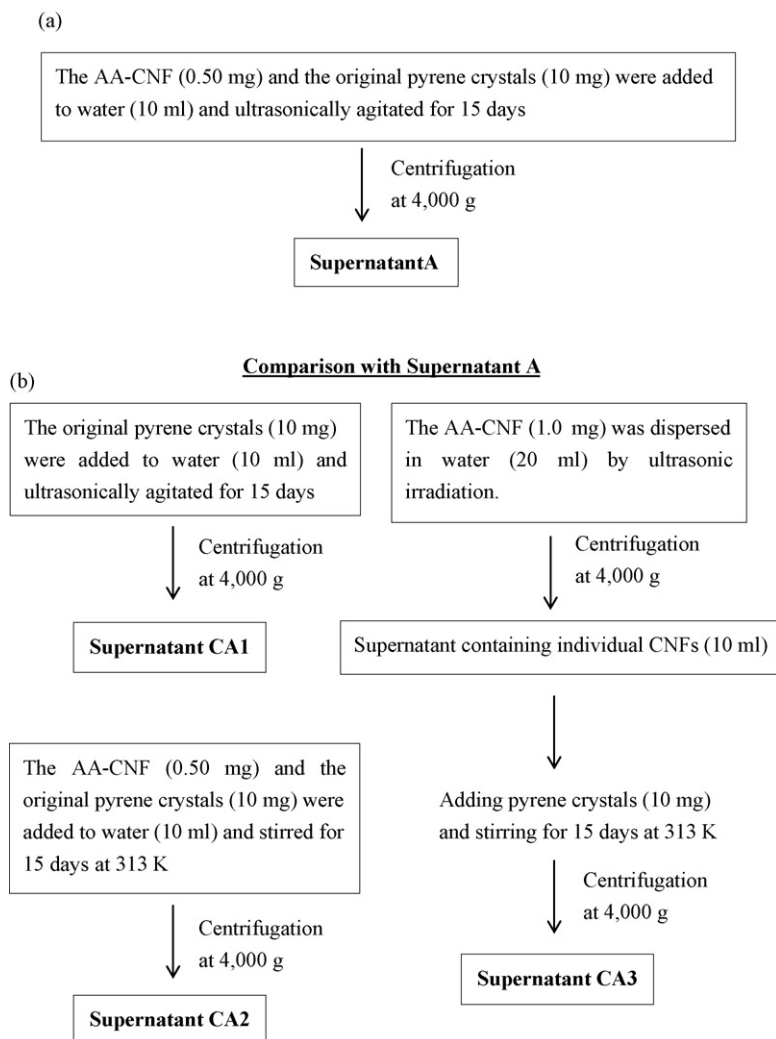 (a)
The AA-CNF (0.50 mg) and the original pyrene crystals (10 mg) were added
to water (10 ml) and ultrasonically agitated for 15 days
Centrifugation
at 4,000 g
SupernatantA
Comparison with Supernatant A
(b)
The original pyrene crystals (10 mg)
were added to water (10 ml) and
ultrasonically agitated for 15 days
Centrifugation
at 4,000 g
Supernatant CA1
The AA-CNF (0.50 mg) and the
original pyrene crystals (10 mg) were
added to water (10 ml) and stirred for
15 days at 313 K
Centrifugation
at 4,000 g
Supernatant CA2
The AA-CNF (1.0 mg) was dispersed
in water (20 ml) by ultrasonic
irradiation.
Centrifugation
at 4,000 g
Supernatant containing individual CNFs (10 ml)
Adding pyrene crystals (10 mg)
and stirring for 15 days at 313 K
Centrifugation
at 4,000 g
Supernatant CA3